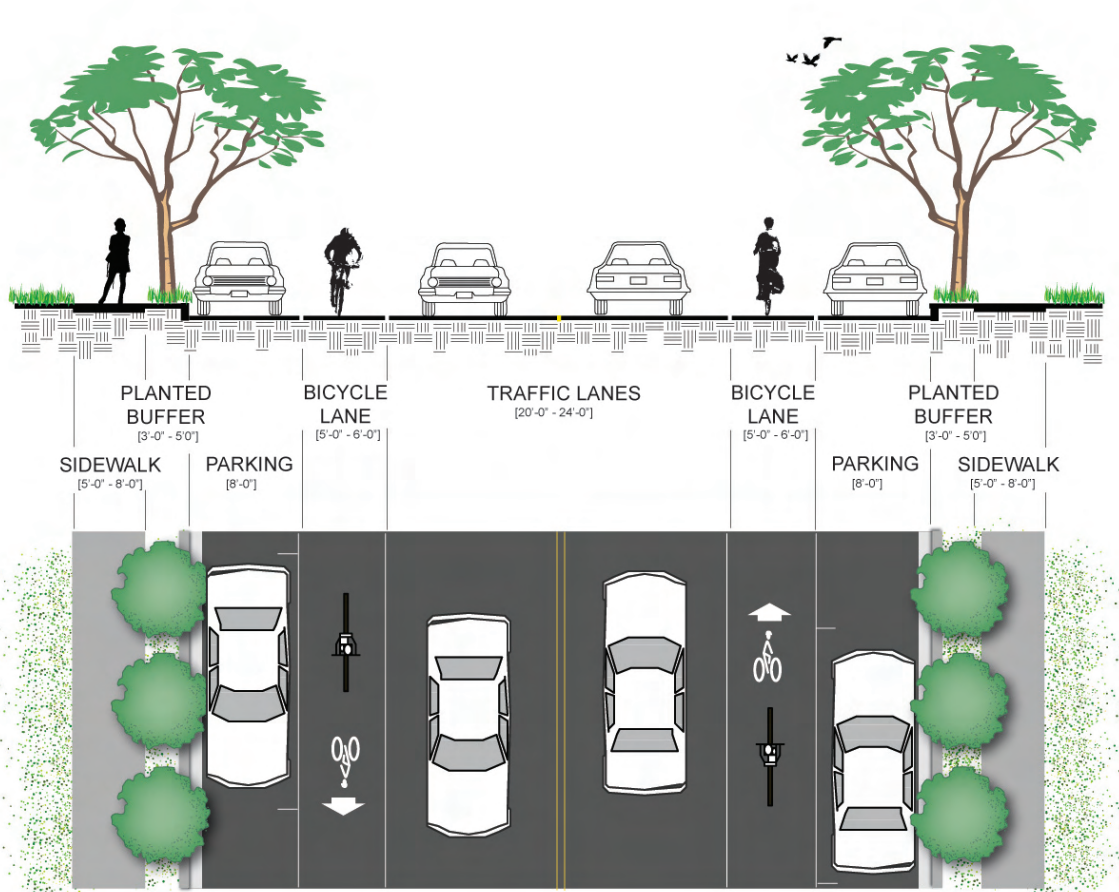 PLANTED
BUFFER
[3'-0" - 5'0"]
BICYCLE
LANE
[5'-0" - 6'-0"]
TRAFFIC LANES
[20'-0" - 24'-0"]
BICYCLE
LANE
[5'-0" - 6'-0"]
PLANTED
BUFFER
[3'-0" - 5'0"]
SIDEWALK
[5'-0" - 8'-0"]
PARKING
[8'-0"]
PARKING
[8'-0"]
SIDEWALK
[5'-0" - 8'-0"]